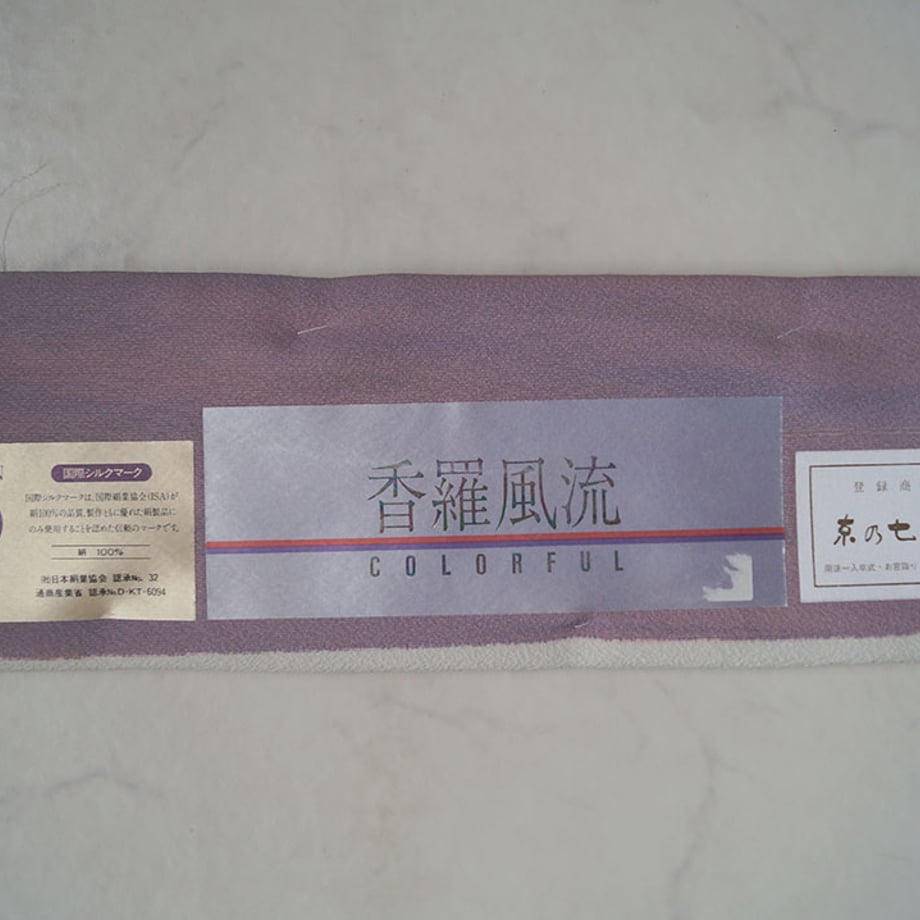 国際シルクマーク
国際シルクマークは、国際絹業協会(ISA)が
絹100%の品質、製作ともに優れた絹製品に
のみ使用することを認めた信頼のマークです。
絹 100%
㈳日本絹業協会 認承No. 32
通商産業省 認承No.D-KT-6094
香羅風流
COLORFUL
登録商
京の七